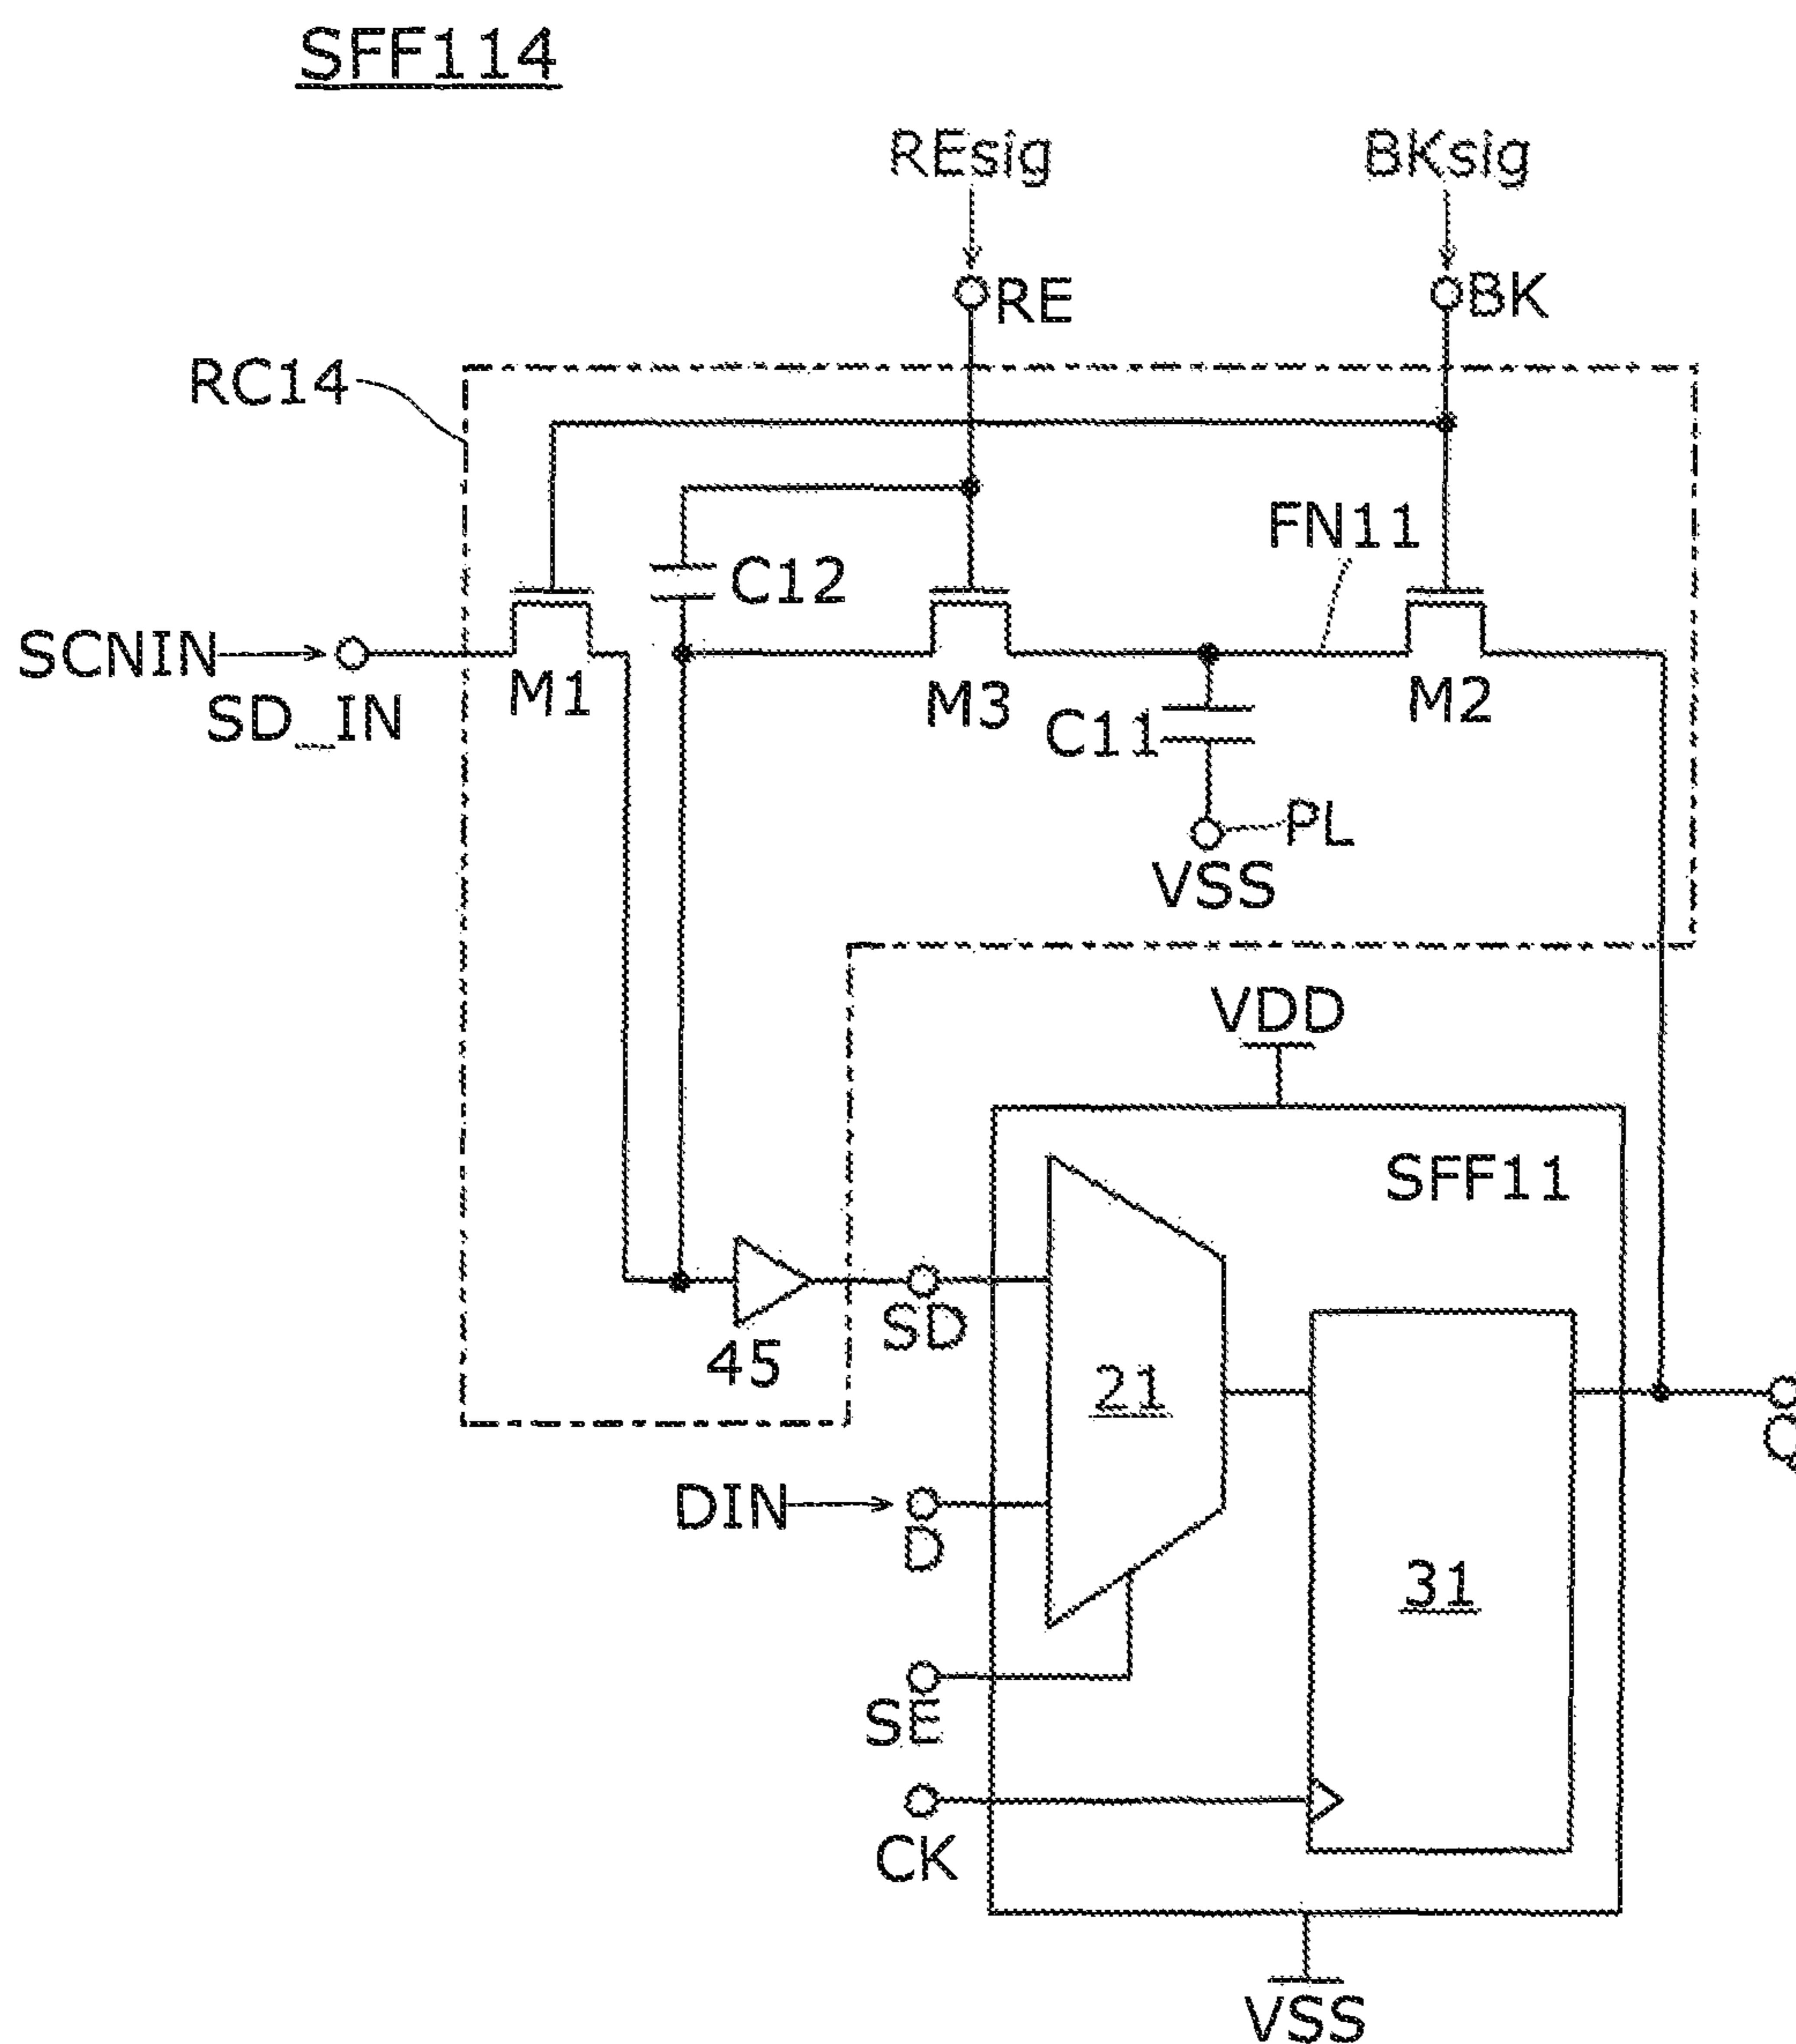 SFF114
REsig
BKsig
RE
BK
RC14
FN11
C12
SCNIN
SD_IN
M1
M3
M2
C11
PL
VSS
VDD
SFF11
SD
45
21
Q
DIN
D
31
SE
CK
VSS